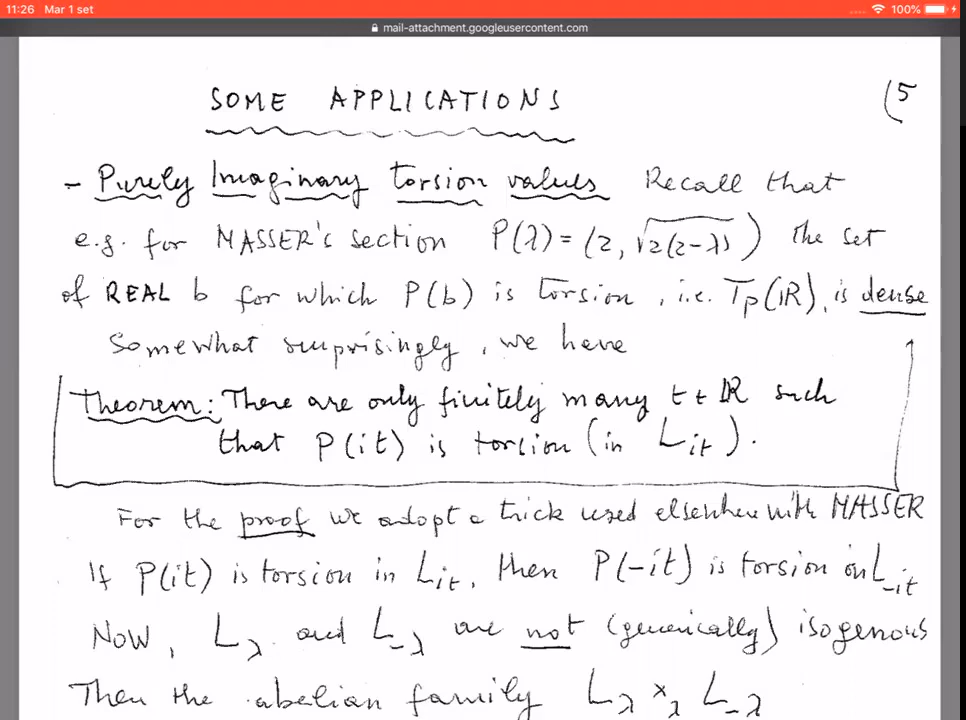 11:26 Mar 1 set 100%
mail-attachment.googleusercontent.com
SOME APPLICATIONS (5
- Purely Imaginary torsion values Recall that
e.g. for MASSER'S section P(λ) = (2, √2(2-λ)) the set
of REAL b for which P(b) is torsion, i.e. T_P(ℝ), is dense
Somewhat surprisingly, we have
Theorem: There are only finitely many t ∈ ℝ such
that P(it) is torsion (in L_it).
For the proof we adopt a trick used elsewhere with MASSER
If P(it) is torsion in L_it, then P(-it) is torsion on L_-it
NOW, L_λ and L_-λ are not (generically) isogenous
Then the abelian family L_λ ×_λ L_-λ